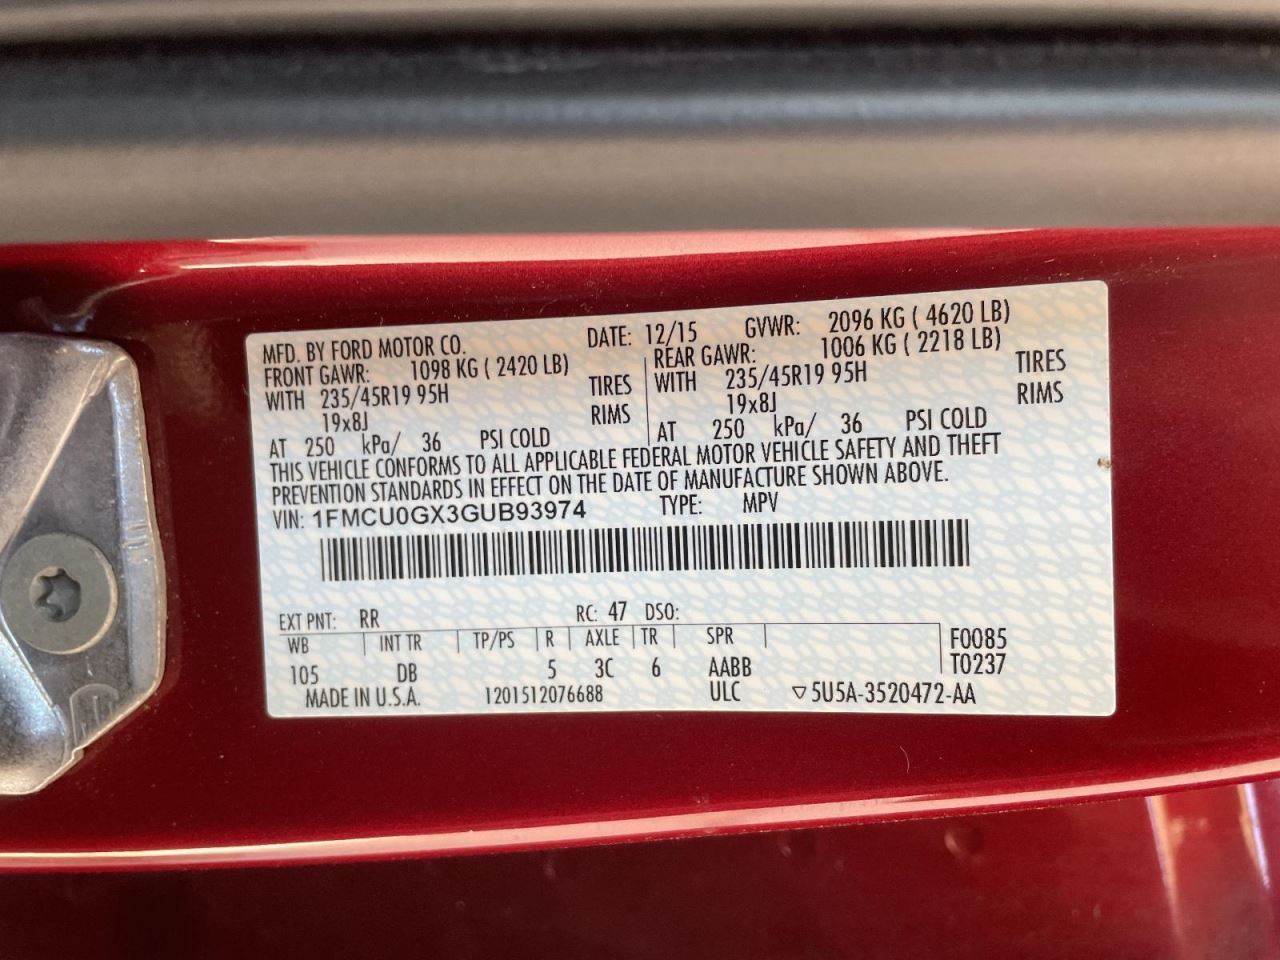 MFD. BY FORD MOTOR CO. DATE: 12/15 GVWR: 2096 KG ( 4620 LB)
FRONT GAWR: 1098 KG ( 2420 LB) REAR GAWR: 1006 KG ( 2218 LB)
WITH 235/45R19 95H TIRES WITH 235/45R19 95H TIRES
19x8J RIMS 19x8J RIMS
AT 250 kPa/ 36 PSI COLD AT 250 kPa/ 36 PSI COLD
THIS VEHICLE CONFORMS TO ALL APPLICABLE FEDERAL MOTOR VEHICLE SAFETY AND THEFT
PREVENTION STANDARDS IN EFFECT ON THE DATE OF MANUFACTURE SHOWN ABOVE.
VIN: 1FMCU0GX3GUB93974 TYPE: MPV
EXT PNT: RR RC: 47 DSO:
WB INT TR TP/PS R AXLE TR SPR F0085
105 DB 5 3C 6 AABB T0237
MADE IN U.S.A. 1201512076688 ULC ▽5U5A-3520472-AA